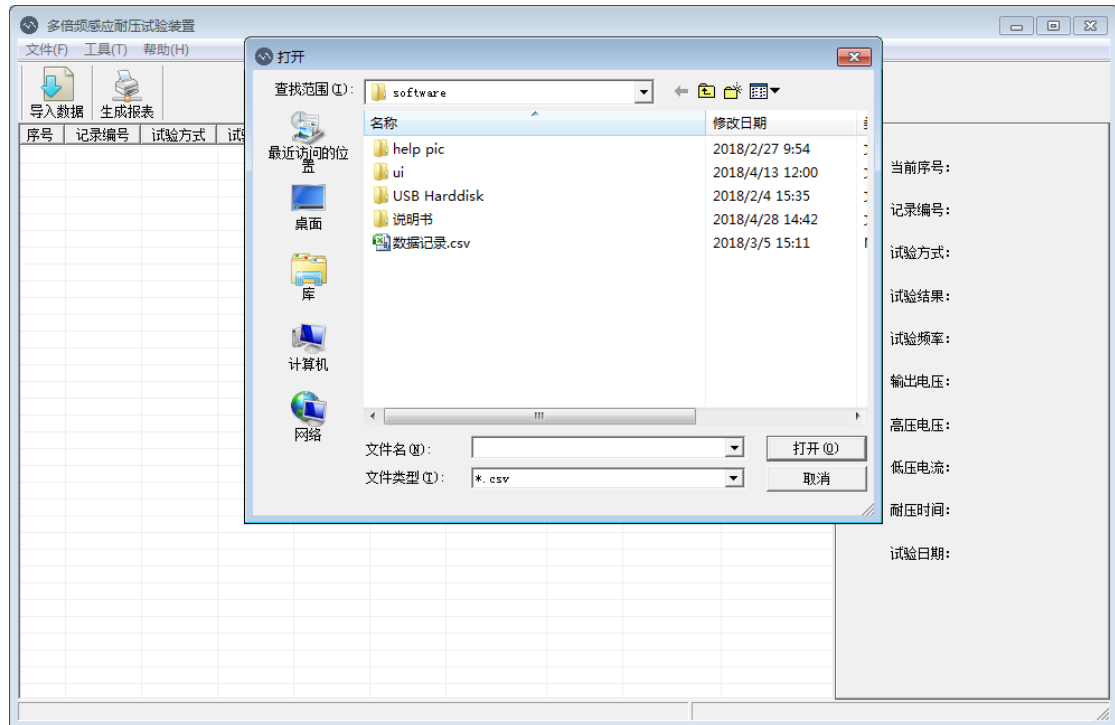 多倍频感应耐压试验装置
文件(F) 工具(T) 帮助(H)
导入数据 生成报表
序号 记录编号 试验方式
打开
查找范围(I): software
最近访问的位置
桌面
库
计算机
网络
名称 修改日期
help pic 2018/2/27 9:54
ui 2018/4/13 12:00
USB Harddisk 2018/2/4 15:35
说明书 2018/4/28 14:42
数据记录.csv 2018/3/5 15:11
文件名(N): 打开(O)
文件类型(T): *.csv 取消
当前序号:
记录编号:
试验方式:
试验结果:
试验频率:
输出电压:
高压电压:
低压电流:
耐压时间:
试验日期: